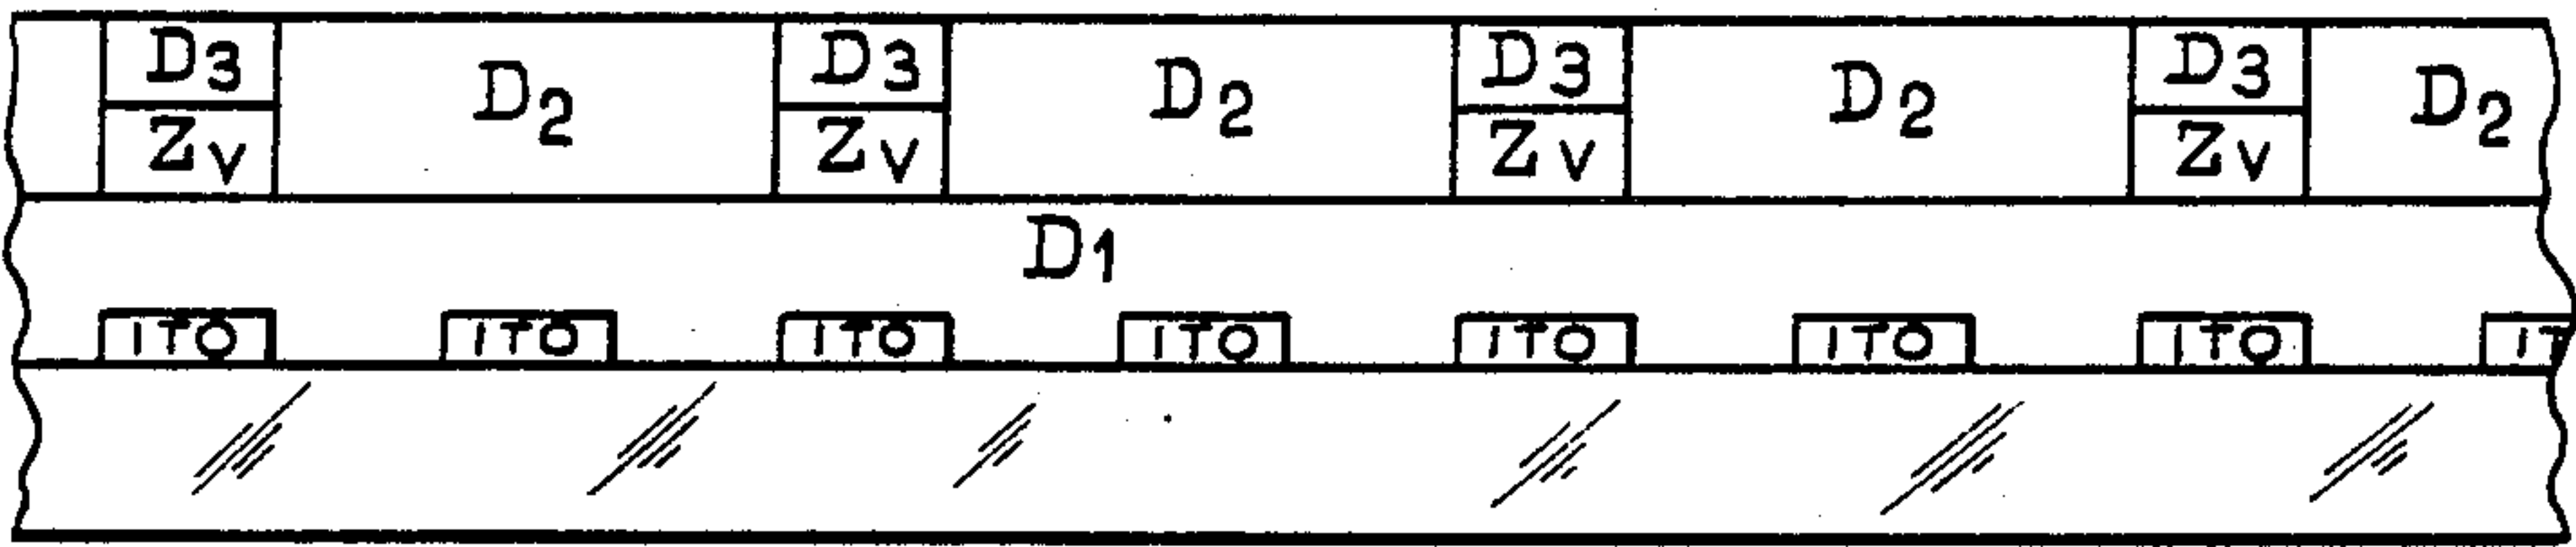 D3 D3 D3 D3
D2 D2 D2 D2
Zv Zv Zv Zv
D1
ITO ITO ITO ITO ITO ITO ITO IT